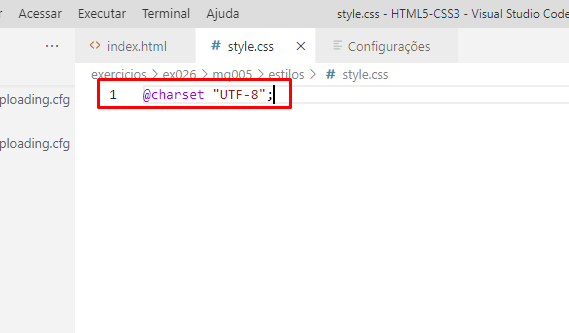 Acessar Executar Terminal Ajuda style.css - HTML5-CSS3 - Visual Studio Code
··· <> index.html # style.css × Configurações
exercicios > ex026 > mq005 > estilos > # style.css
1 @charset "UTF-8";
ploading.cfg
ploading.cfg